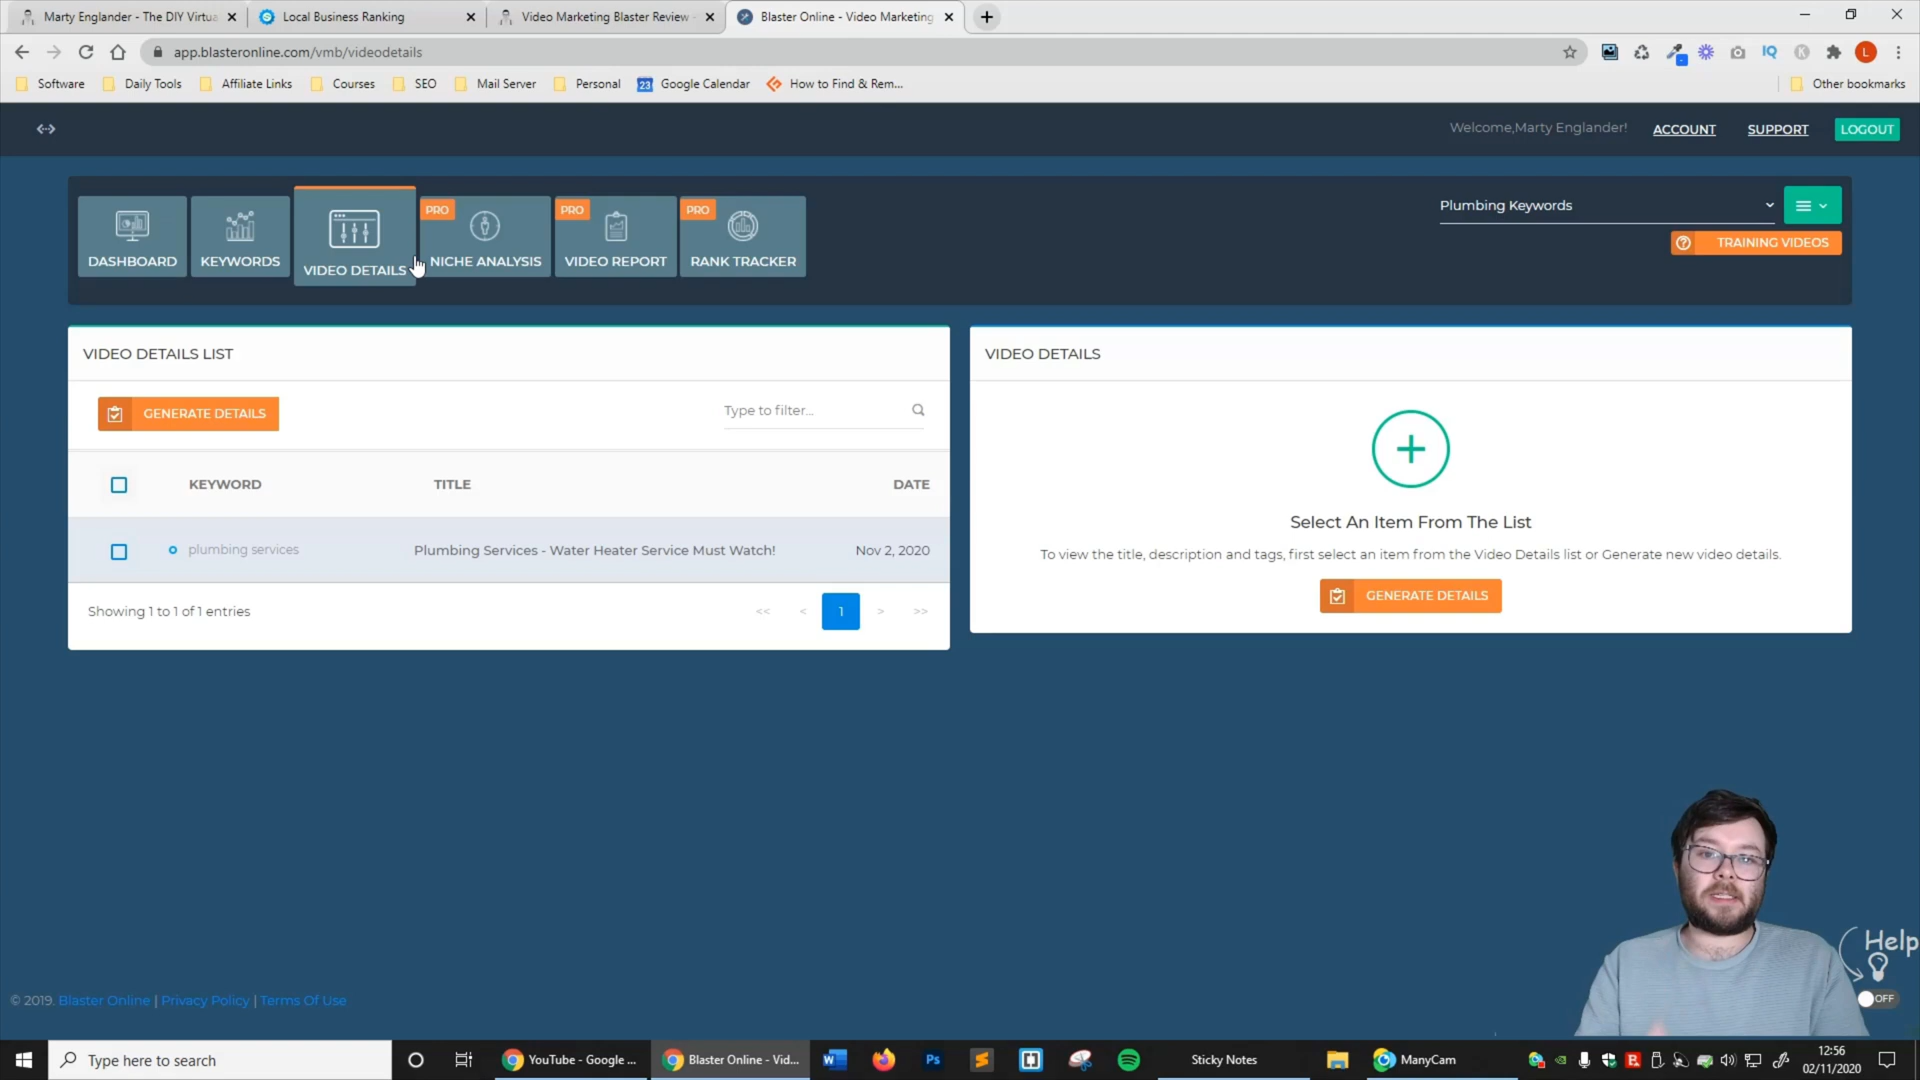 Marty Englander - The DIY Virtua
Local Business Ranking
Video Marketing Blaster Review -
Blaster Online - Video Marketing
app.blasteronline.com/vmb/videodetails
Software
Daily Tools
Affiliate Links
Courses
SEO
Mail Server
Personal
23
Google Calendar
How to Find & Rem...
Other bookmarks
IQ
K
L
Welcome,Marty Englander!
ACCOUNT
SUPPORT
LOGOUT
DASHBOARD
KEYWORDS
VIDEO DETAILS
PRO
NICHE ANALYSIS
PRO
VIDEO REPORT
PRO
RANK TRACKER
Plumbing Keywords
TRAINING VIDEOS
VIDEO DETAILS LIST
GENERATE DETAILS
Type to filter...
KEYWORD TITLE DATE
plumbing services Plumbing Services - Water Heater Service Must Watch! Nov 2, 2020
Showing 1 to 1 of 1 entries
<< < 1 > >>
VIDEO DETAILS
Select An Item From The List
To view the title, description and tags, first select an item from the Video Details list or Generate new video details.
GENERATE DETAILS
Help
OFF
© 2019. Blaster Online | Privacy Policy | Terms Of Use
Type here to search
YouTube - Google ...
Blaster Online - Vid...
W
Ps
Sticky Notes
ManyCam
12:56
02/11/2020